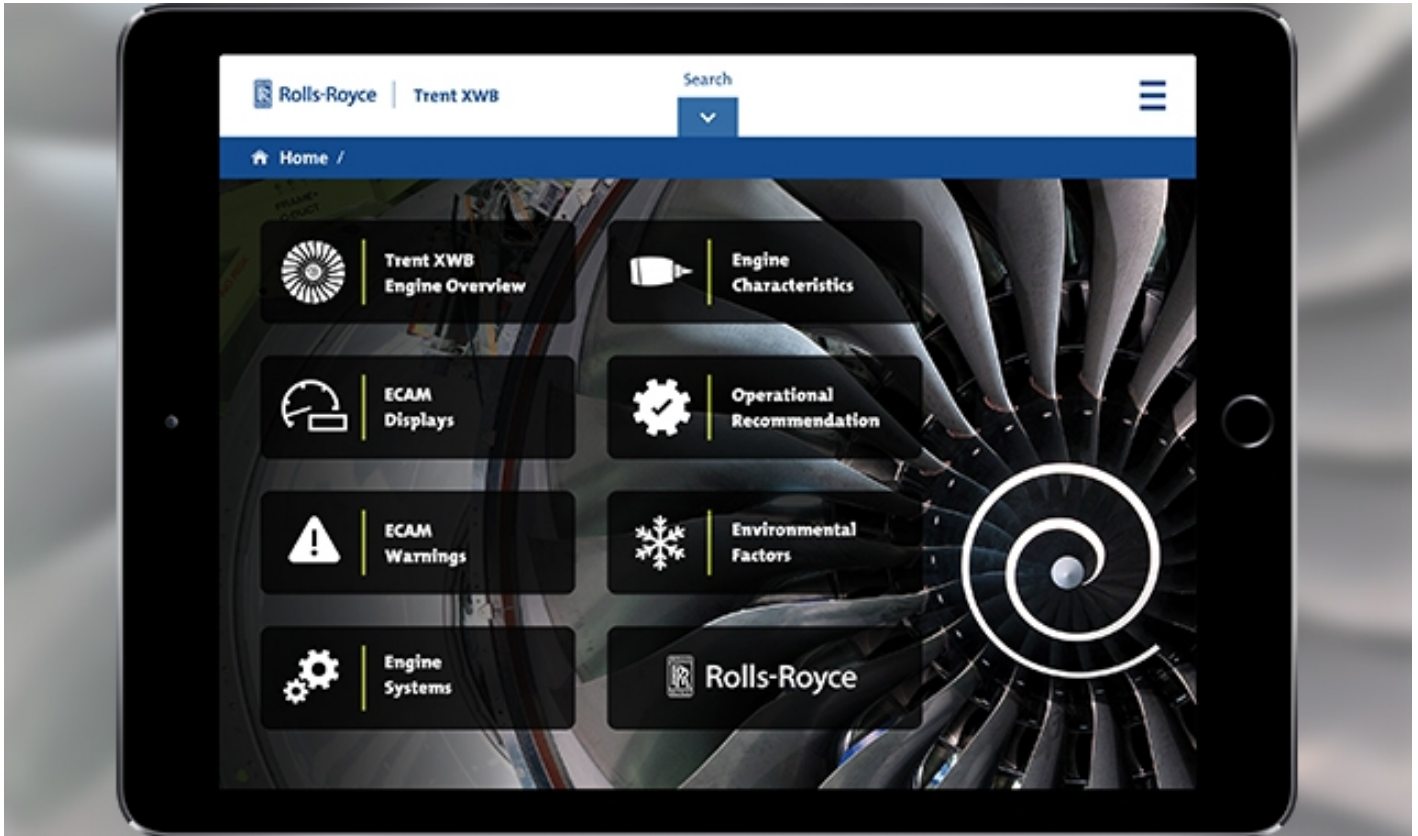 Rolls-Royce
Trent XWB
Search
Home /
FRAME-
Trent XWB
Engine Overview
Engine
Characteristics
ECAM
Displays
Operational
Recommendation
ECAM
Warnings
Environmental
Factors
Engine
Systems
Rolls-Royce